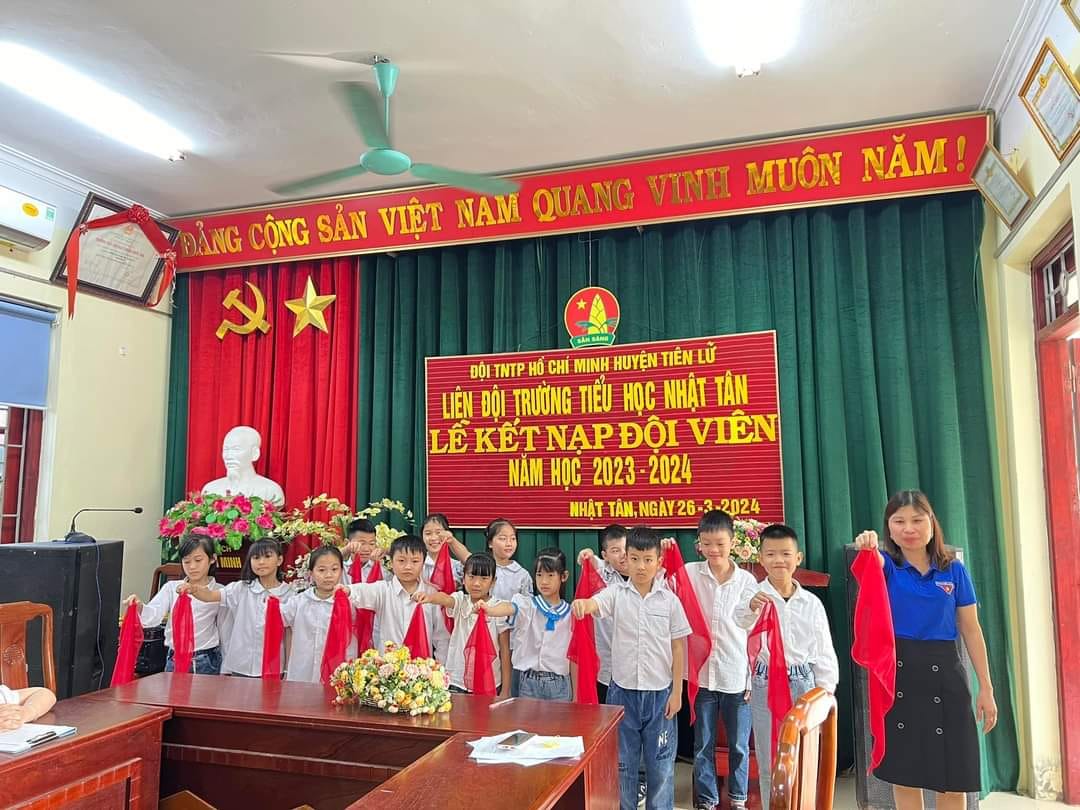 ĐẢNG CỘNG SẢN VIỆT NAM QUANG VINH MUÔN NĂM!
SẴN SÀNG
ĐỘI TNTP HỒ CHÍ MINH HUYỆN TIÊN LỮ
LIÊN ĐỘI TRƯỜNG TIỂU HỌC NHẬT TÂN
LỄ KẾT NẠP ĐỘI VIÊN
NĂM HỌC 2023-2024
NHẬT TÂN, NGÀY 26-3-2024
MINH